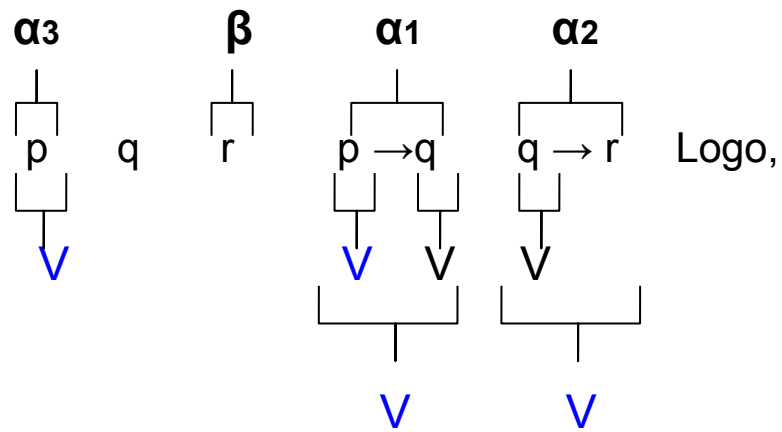 α3 β α1 α2
p q r p →q q → r Logo,
V V V V
V V